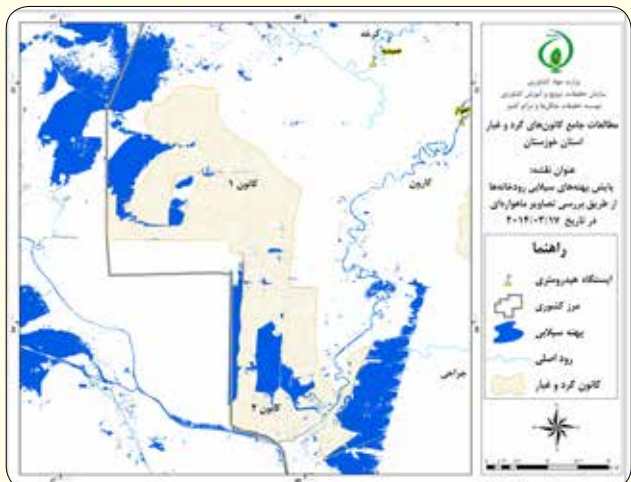 وزارت جهاد کشاورزی
سازمان تحقیقات، ترویج و آموزش کشاورزی
موسسه تحقیقات جنگل‌ها و مراتع کشور
مطالعات جامع کانون‌های گرد و غبار
استان خوزستان
عنوان نقشه:
پایش پهنه‌های سیلابی رودخانه‌ها
از طریق بررسی تصاویر ماهواره‌ای
در تاریخ ۲۰۱۴/۰۳/۱۷
راهنما
ایستگاه هیدرومتری
مرز کشوری
پهنه سیلابی
رود اصلی
کانون گرد و غبار
کرخه
حمیدیه
اهواز
کارون
کانون ۱
جراحی
کانون ۲